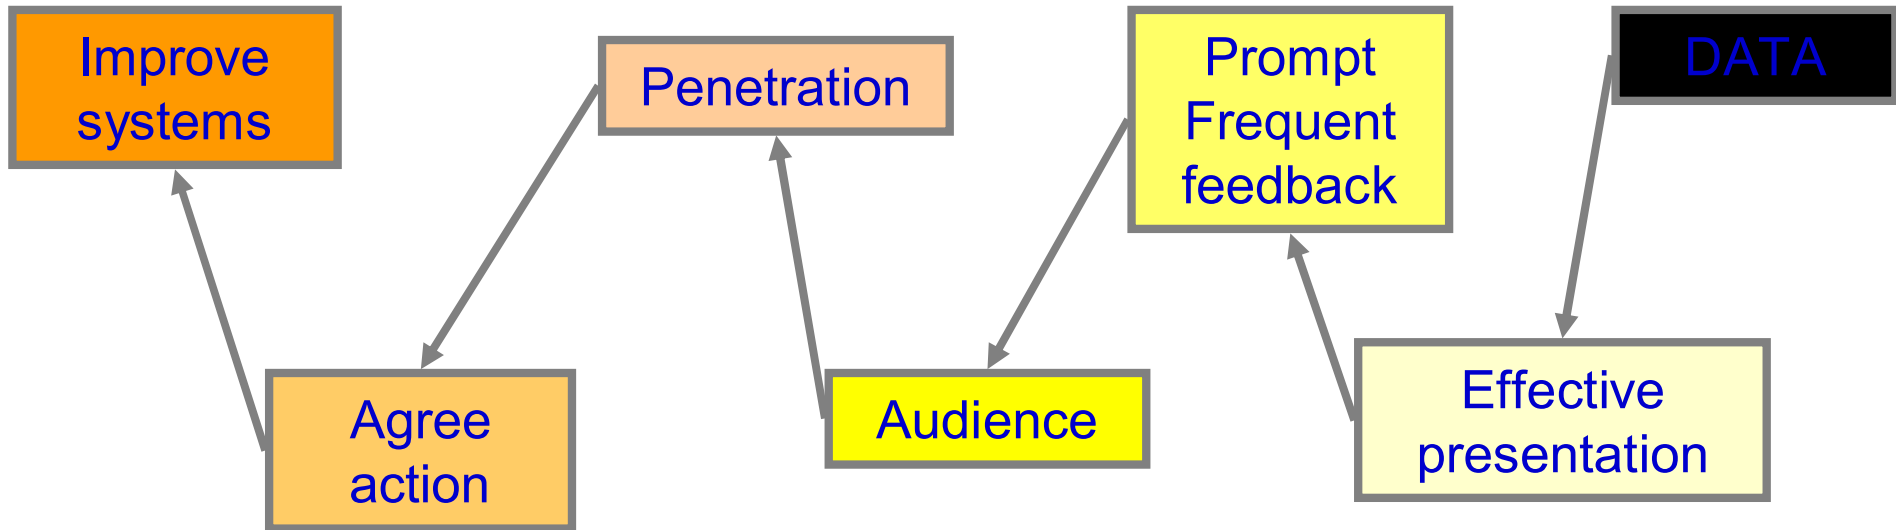 Improve
systems
Penetration
Prompt
Frequent
feedback
DATA
Agree
action
Audience
Effective
presentation